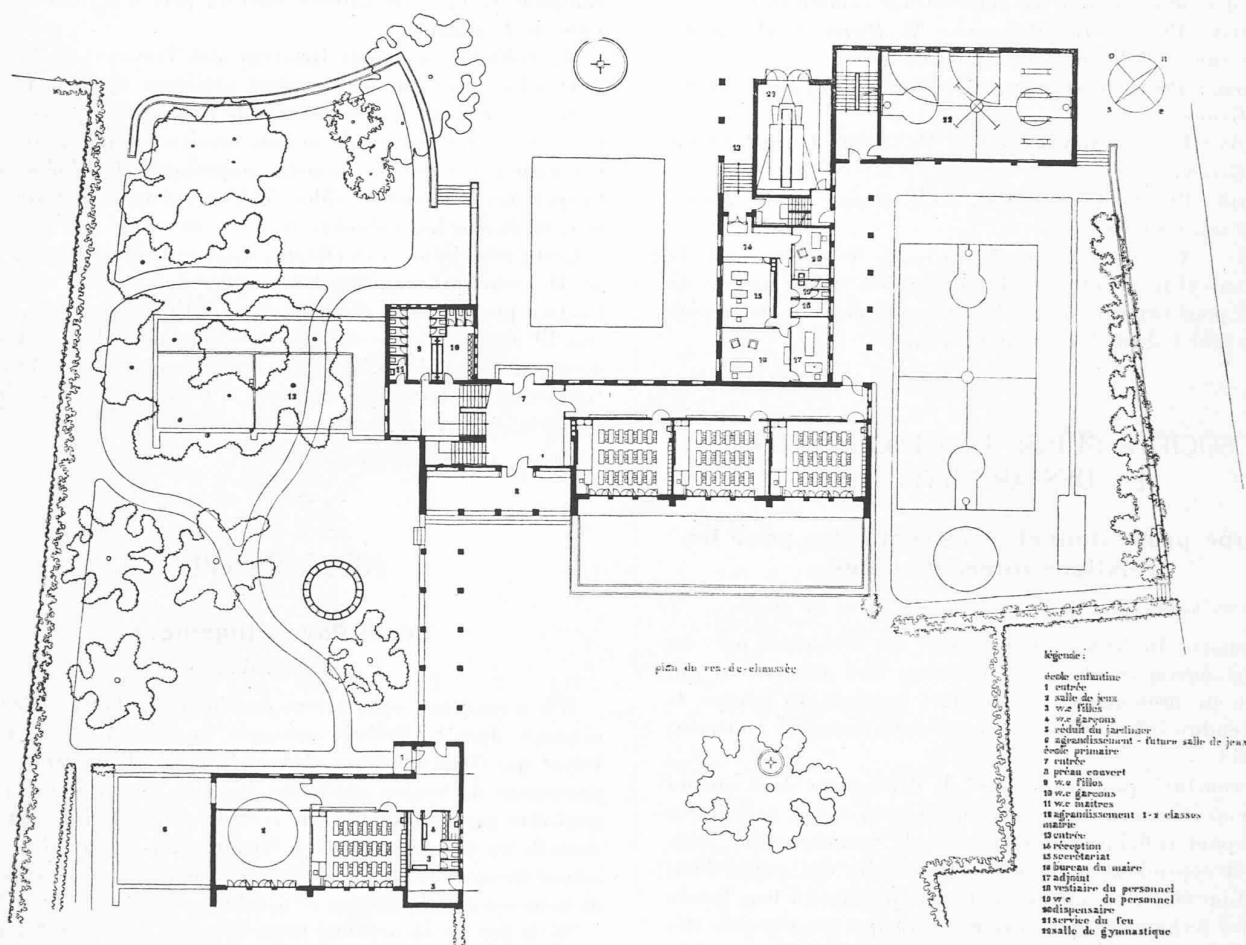 plan du rez-de-chaussée
légende :
école enfantine
1 entrée
2 salle de jeux
3 w.c filles
4 w.c garçons
5 réduit du jardinier
6 agrandissement - future salle de jeux
école primaire
7 entrée
8 préau couvert
9 w.c filles
10 w.c garçons
11 w.c maîtres
12 agrandissement 1-2 classes
mairie
13 entrée
14 réception
15 secrétariat
16 bureau du maire
17 adjoint
18 vestiaire du personnel
19 w.c du personnel
20 dispensaire
21 service du feu
22 salle de gymnastique